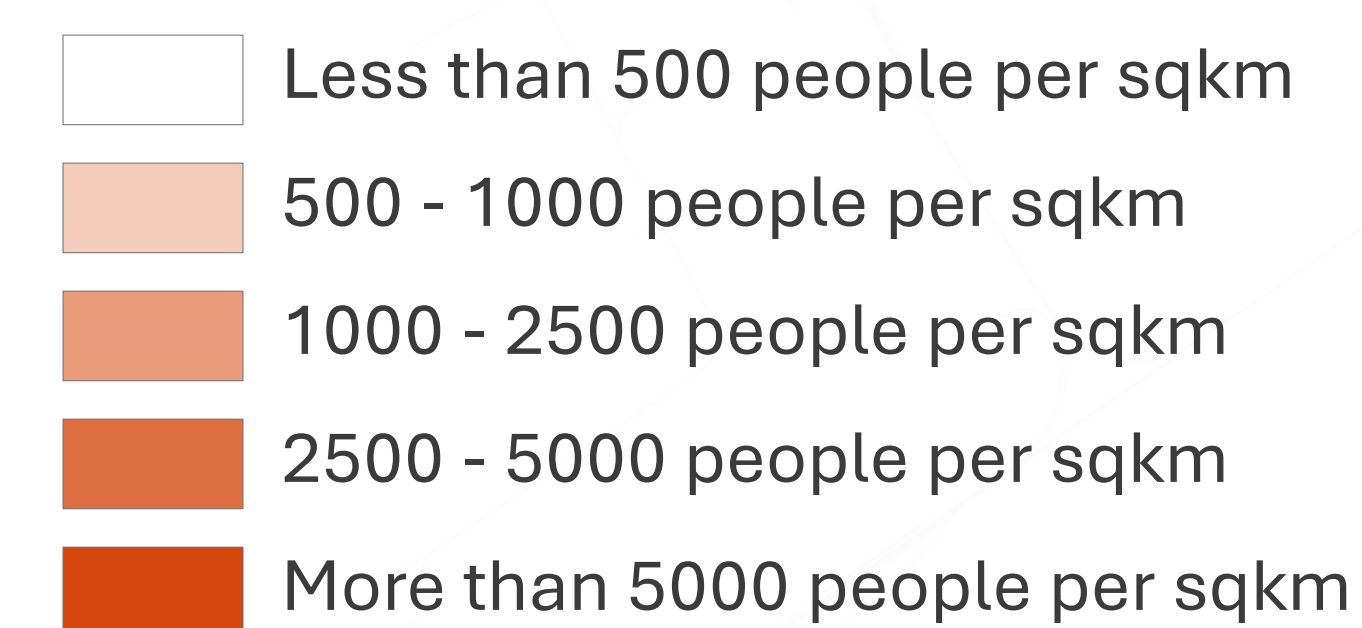 Less than 500 people per sqkm
500 - 1000 people per sqkm
1000 - 2500 people per sqkm
2500 - 5000 people per sqkm
More than 5000 people per sqkm